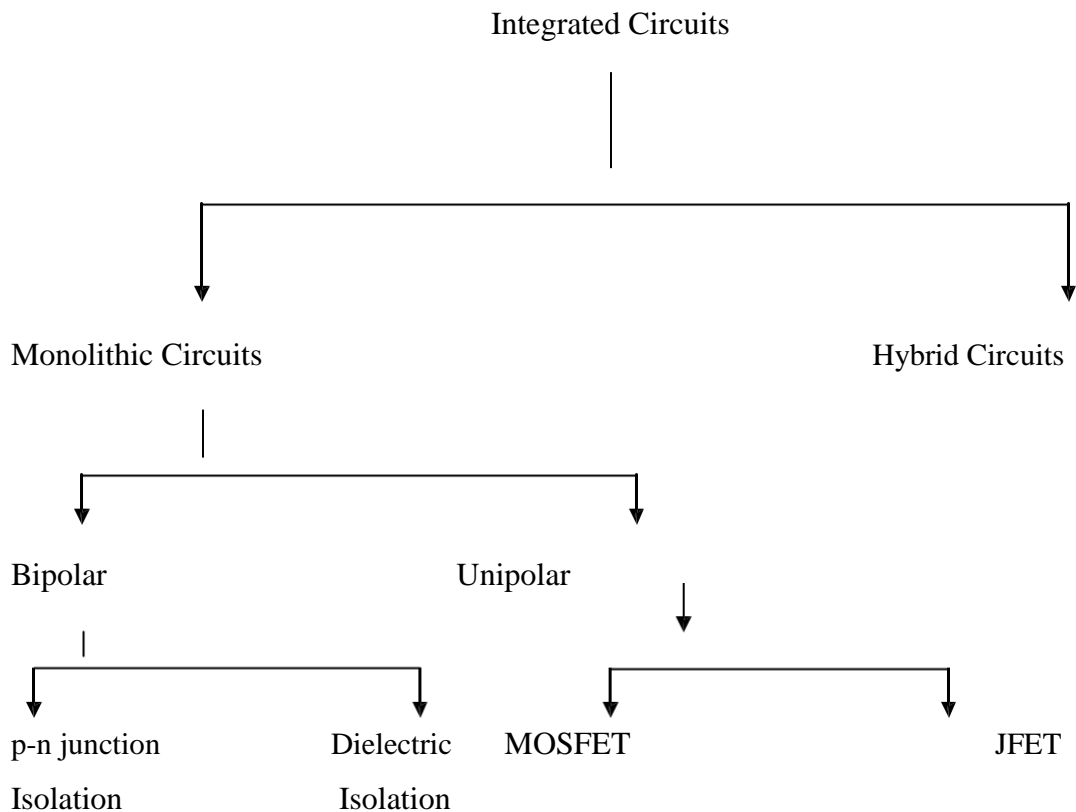 Integrated Circuits
Monolithic Circuits
Hybrid Circuits
Bipolar
Unipolar
p-n junction
Isolation
Dielectric
Isolation
MOSFET
JFET